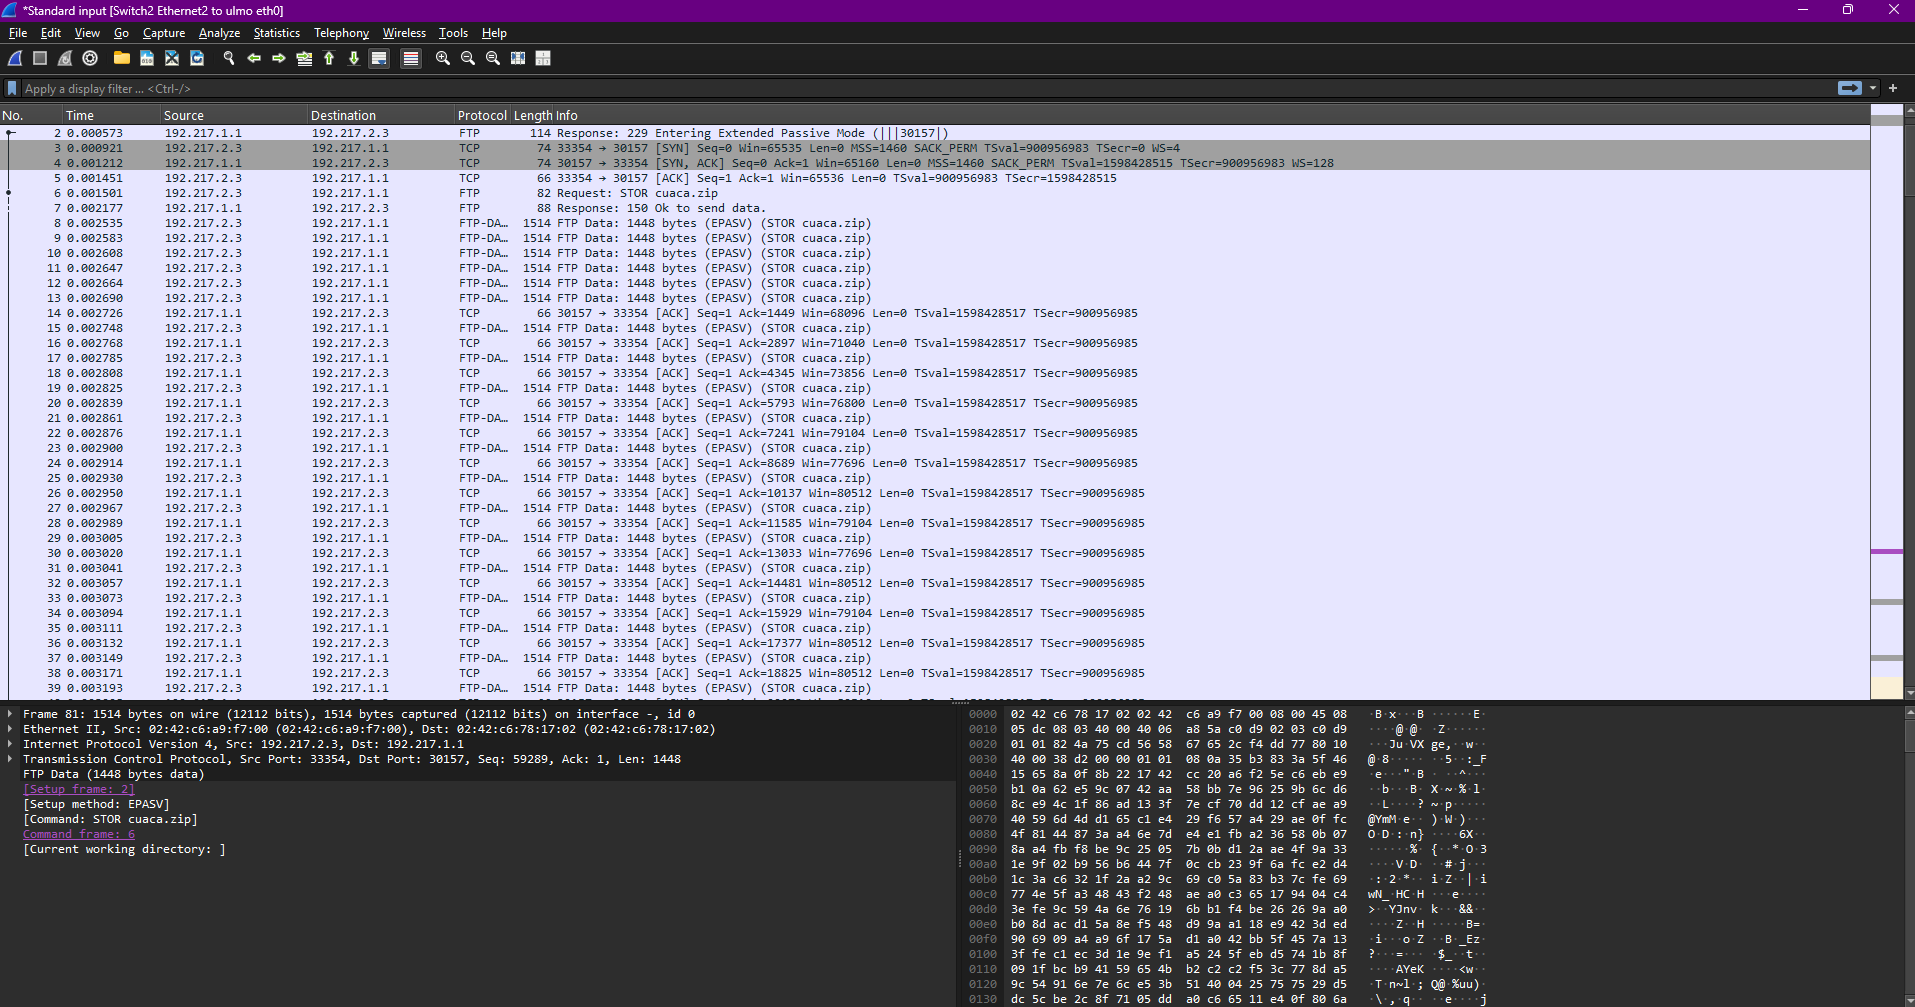 *Standard input [Switch2 Ethernet2 to ulmo eth0]
File Edit View Go Capture Analyze Statistics Telephony Wireless Tools Help
Apply a display filter ... <Ctrl-/>
No. Time Source Destination Protocol Length Info
2 0.000573 192.217.1.1 192.217.2.3 FTP 114 Response: 229 Entering Extended Passive Mode (|||30157|)
3 0.000921 192.217.2.3 192.217.1.1 TCP 74 33354 → 30157 [SYN] Seq=0 Win=65535 Len=0 MSS=1460 SACK_PERM TSval=900956983 TSecr=0 WS=4
4 0.001212 192.217.1.1 192.217.2.3 TCP 74 30157 → 33354 [SYN, ACK] Seq=0 Ack=1 Win=65160 Len=0 MSS=1460 SACK_PERM TSval=1598428515 TSecr=900956983 WS=128
5 0.001451 192.217.2.3 192.217.1.1 TCP 66 33354 → 30157 [ACK] Seq=1 Ack=1 Win=65536 Len=0 TSval=900956983 TSecr=1598428515
6 0.001501 192.217.2.3 192.217.1.1 FTP 82 Request: STOR cuaca.zip
7 0.002177 192.217.1.1 192.217.2.3 FTP 88 Response: 150 Ok to send data.
8 0.002535 192.217.2.3 192.217.1.1 FTP-DA… 1514 FTP Data: 1448 bytes (EPASV) (STOR cuaca.zip)
9 0.002583 192.217.2.3 192.217.1.1 FTP-DA… 1514 FTP Data: 1448 bytes (EPASV) (STOR cuaca.zip)
10 0.002608 192.217.2.3 192.217.1.1 FTP-DA… 1514 FTP Data: 1448 bytes (EPASV) (STOR cuaca.zip)
11 0.002647 192.217.2.3 192.217.1.1 FTP-DA… 1514 FTP Data: 1448 bytes (EPASV) (STOR cuaca.zip)
12 0.002664 192.217.2.3 192.217.1.1 FTP-DA… 1514 FTP Data: 1448 bytes (EPASV) (STOR cuaca.zip)
13 0.002690 192.217.2.3 192.217.1.1 FTP-DA… 1514 FTP Data: 1448 bytes (EPASV) (STOR cuaca.zip)
14 0.002726 192.217.1.1 192.217.2.3 TCP 66 30157 → 33354 [ACK] Seq=1 Ack=1449 Win=68096 Len=0 TSval=1598428517 TSecr=900956985
15 0.002748 192.217.2.3 192.217.1.1 FTP-DA… 1514 FTP Data: 1448 bytes (EPASV) (STOR cuaca.zip)
16 0.002768 192.217.1.1 192.217.2.3 TCP 66 30157 → 33354 [ACK] Seq=1 Ack=2897 Win=71040 Len=0 TSval=1598428517 TSecr=900956985
17 0.002785 192.217.2.3 192.217.1.1 FTP-DA… 1514 FTP Data: 1448 bytes (EPASV) (STOR cuaca.zip)
18 0.002808 192.217.1.1 192.217.2.3 TCP 66 30157 → 33354 [ACK] Seq=1 Ack=4345 Win=73856 Len=0 TSval=1598428517 TSecr=900956985
19 0.002825 192.217.2.3 192.217.1.1 FTP-DA… 1514 FTP Data: 1448 bytes (EPASV) (STOR cuaca.zip)
20 0.002839 192.217.1.1 192.217.2.3 TCP 66 30157 → 33354 [ACK] Seq=1 Ack=5793 Win=76800 Len=0 TSval=1598428517 TSecr=900956985
21 0.002861 192.217.2.3 192.217.1.1 FTP-DA… 1514 FTP Data: 1448 bytes (EPASV) (STOR cuaca.zip)
22 0.002876 192.217.1.1 192.217.2.3 TCP 66 30157 → 33354 [ACK] Seq=1 Ack=7241 Win=79104 Len=0 TSval=1598428517 TSecr=900956985
23 0.002900 192.217.2.3 192.217.1.1 FTP-DA… 1514 FTP Data: 1448 bytes (EPASV) (STOR cuaca.zip)
24 0.002914 192.217.1.1 192.217.2.3 TCP 66 30157 → 33354 [ACK] Seq=1 Ack=8689 Win=77696 Len=0 TSval=1598428517 TSecr=900956985
25 0.002930 192.217.2.3 192.217.1.1 FTP-DA… 1514 FTP Data: 1448 bytes (EPASV) (STOR cuaca.zip)
26 0.002950 192.217.1.1 192.217.2.3 TCP 66 30157 → 33354 [ACK] Seq=1 Ack=10137 Win=80512 Len=0 TSval=1598428517 TSecr=900956985
27 0.002967 192.217.2.3 192.217.1.1 FTP-DA… 1514 FTP Data: 1448 bytes (EPASV) (STOR cuaca.zip)
28 0.002989 192.217.1.1 192.217.2.3 TCP 66 30157 → 33354 [ACK] Seq=1 Ack=11585 Win=79104 Len=0 TSval=1598428517 TSecr=900956985
29 0.003005 192.217.2.3 192.217.1.1 FTP-DA… 1514 FTP Data: 1448 bytes (EPASV) (STOR cuaca.zip)
30 0.003020 192.217.1.1 192.217.2.3 TCP 66 30157 → 33354 [ACK] Seq=1 Ack=13033 Win=77696 Len=0 TSval=1598428517 TSecr=900956985
31 0.003041 192.217.2.3 192.217.1.1 FTP-DA… 1514 FTP Data: 1448 bytes (EPASV) (STOR cuaca.zip)
32 0.003057 192.217.1.1 192.217.2.3 TCP 66 30157 → 33354 [ACK] Seq=1 Ack=14481 Win=80512 Len=0 TSval=1598428517 TSecr=900956985
33 0.003073 192.217.2.3 192.217.1.1 FTP-DA… 1514 FTP Data: 1448 bytes (EPASV) (STOR cuaca.zip)
34 0.003094 192.217.1.1 192.217.2.3 TCP 66 30157 → 33354 [ACK] Seq=1 Ack=15929 Win=79104 Len=0 TSval=1598428517 TSecr=900956985
35 0.003111 192.217.2.3 192.217.1.1 FTP-DA… 1514 FTP Data: 1448 bytes (EPASV) (STOR cuaca.zip)
36 0.003132 192.217.1.1 192.217.2.3 TCP 66 30157 → 33354 [ACK] Seq=1 Ack=17377 Win=80512 Len=0 TSval=1598428517 TSecr=900956985
37 0.003149 192.217.2.3 192.217.1.1 FTP-DA… 1514 FTP Data: 1448 bytes (EPASV) (STOR cuaca.zip)
38 0.003171 192.217.1.1 192.217.2.3 TCP 66 30157 → 33354 [ACK] Seq=1 Ack=18825 Win=80512 Len=0 TSval=1598428517 TSecr=900956985
39 0.003193 192.217.2.3 192.217.1.1 FTP-DA… 1514 FTP Data: 1448 bytes (EPASV) (STOR cuaca.zip)
Frame 81: 1514 bytes on wire (12112 bits), 1514 bytes captured (12112 bits) on interface -, id 0
Ethernet II, Src: 02:42:c6:a9:f7:00 (02:42:c6:a9:f7:00), Dst: 02:42:c6:78:17:02 (02:42:c6:78:17:02)
Internet Protocol Version 4, Src: 192.217.2.3, Dst: 192.217.1.1
Transmission Control Protocol, Src Port: 33354, Dst Port: 30157, Seq: 59289, Ack: 1, Len: 1448
FTP Data (1448 bytes data)
[Setup frame: 2]
[Setup method: EPASV]
[Command: STOR cuaca.zip]
Command frame: 6
[Current working directory: ]
0000 02 42 c6 78 17 02 02 42 c6 a9 f7 00 08 00 45 08 ·B·x···B ······E·
0010 05 dc 08 03 40 00 40 06 a8 5a c0 d9 02 03 c0 d9 ····@·@· ·Z······
0020 01 01 82 4a 75 cd 56 58 67 65 2c f4 dd 77 80 10 ···Ju·VX ge,··w··
0030 40 00 38 d2 00 00 01 01 08 0a 35 b3 83 3a 5f 46 @·8····· ··5··:_F
0040 15 65 8a 0f 8b 22 17 42 cc 20 a6 f2 5e c6 eb e9 ·e···"·B · ··^···
0050 b1 0a 62 e5 9c 07 42 aa 58 bb 7e 96 25 9b 6c d6 ··b···B· X·~·%·l·
0060 8c e9 4c 1f 86 ad 13 3f 7e cf 70 dd 12 cf ae a9 ··L····? ~·p·····
0070 40 59 6d 4d d1 65 c1 e4 29 f6 57 a4 29 ae 0f fc @YmM·e·· )·W·)···
0080 4f 81 44 87 3a a4 6e 7d e4 e1 fb a2 36 58 0b 07 O·D·:·n} ····6X··
0090 8a a4 fb f8 be 9c 25 05 7b 0b d1 2a ae 4f 9a 33 ······%· {··*·O·3
00a0 1e 9f 02 b9 56 b6 44 7f 0c cb 23 9f 6a fc e2 d4 ····V·D· ··#·j···
00b0 1c 3a c6 32 1f 2a a2 9c 69 c0 5a 83 b3 7c fe 69 ·:·2·*·· i·Z··|·i
00c0 77 4e 5f a3 48 43 f2 48 ae a0 c3 65 17 94 04 c4 wN_·HC·H ···e····
00d0 3e fe 9c 59 4a 6e 76 19 6b b1 f4 be 26 26 9a a0 >··YJnv· k···&&··
00e0 b0 8d ac d1 5a 8e f5 48 d9 9a a1 18 e9 42 3d ed ····Z··H ·····B=·
00f0 90 69 09 a4 a9 6f 17 5a d1 a0 42 bb 5f 45 7a 13 ·i···o·Z ··B·_Ez·
0100 3f fe c1 ec 3d 1e 9e f1 a5 24 5f eb d5 74 1b 8f ?···=··· ·$_··t··
0110 09 1f bc b9 41 59 65 4b b2 c2 c2 f5 3c 77 8d a5 ····AYeK ····<w··
0120 9c 54 91 6e 7e 6c e5 3b 51 40 04 25 75 75 29 d5 ·T·n~l·; Q@·%uu)·
0130 dc 5c be 2c 8f 71 05 dd a0 c6 65 11 e4 0f 80 6a ·\·,·q·· ··e····j